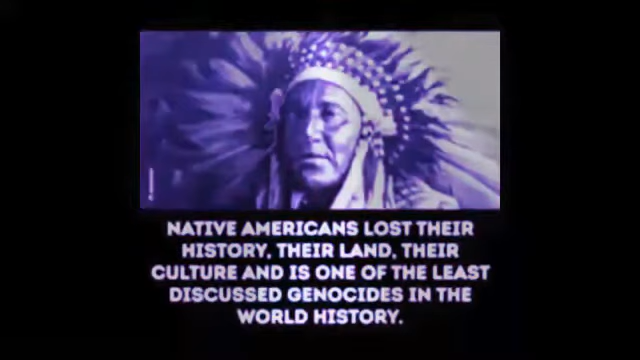 NATIVE AMERICANS LOST THEIR
HISTORY, THEIR LAND, THEIR
CULTURE AND IS ONE OF THE LEAST
DISCUSSED GENOCIDES IN THE
WORLD HISTORY.